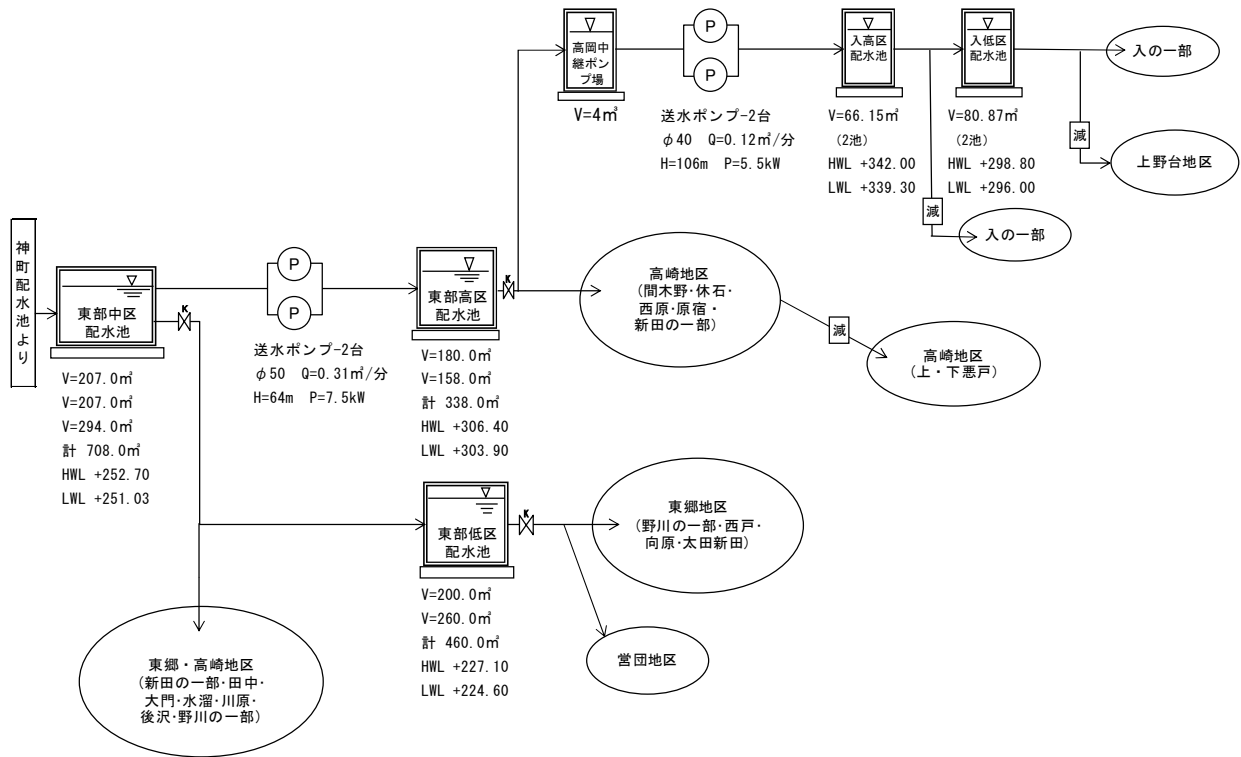 神町配水池より
東部中区
配水池
K
V=207.0㎥
V=207.0㎥
V=294.0㎥
計 708.0㎥
HWL +252.70
LWL +251.03
P
P
送水ポンプ-2台
φ50 Q=0.31㎥/分
H=64m P=7.5kW
東部高区
配水池
K
V=180.0㎥
V=158.0㎥
計 338.0㎥
HWL +306.40
LWL +303.90
高岡中
継ポン
プ場
V=4㎥
P
P
送水ポンプ-2台
φ40 Q=0.12㎥/分
H=106m P=5.5kW
入高区
配水池
V=66.15㎥
(2池)
HWL +342.00
LWL +339.30
入低区
配水池
V=80.87㎥
(2池)
HWL +298.80
LWL +296.00
入の一部
減
上野台地区
減
入の一部
高崎地区
(間木野・休石・
西原・原宿・
新田の一部)
減
高崎地区
(上・下悪戸)
東部低区
配水池
K
V=200.0㎥
V=260.0㎥
計 460.0㎥
HWL +227.10
LWL +224.60
東郷地区
(野川の一部・西戸・
向原・太田新田)
営団地区
東郷・高崎地区
(新田の一部・田中・
大門・水溜・川原・
後沢・野川の一部)